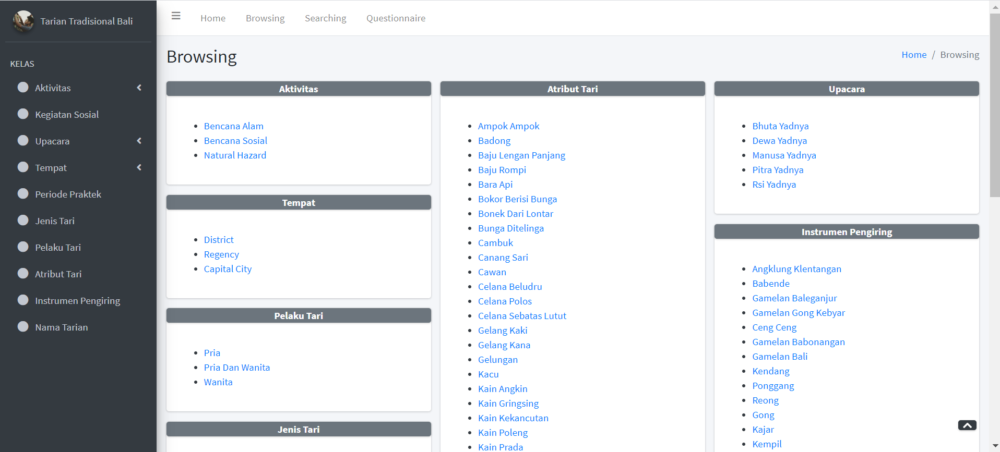 Tarian Tradisional Bali
KELAS
Aktivitas
Kegiatan Sosial
Upacara
Tempat
Periode Praktek
Jenis Tari
Pelaku Tari
Atribut Tari
Instrumen Pengiring
Nama Tarian
Home Browsing Searching Questionnaire
Browsing
Home / Browsing
Aktivitas
Bencana Alam
Bencana Sosial
Natural Hazard
Tempat
District
Regency
Capital City
Pelaku Tari
Pria
Pria Dan Wanita
Wanita
Jenis Tari
Atribut Tari
Ampok Ampok
Badong
Baju Lengan Panjang
Baju Rompi
Bara Api
Bokor Berisi Bunga
Bonek Dari Lontar
Bunga Ditelinga
Cambuk
Canang Sari
Cawan
Celana Beludru
Celana Polos
Celana Sebatas Lutut
Gelang Kaki
Gelang Kana
Gelungan
Kacu
Kain Angkin
Kain Gringsing
Kain Kekancutan
Kain Poleng
Kain Prada
Upacara
Bhuta Yadnya
Dewa Yadnya
Manusa Yadnya
Pitra Yadnya
Rsi Yadnya
Instrumen Pengiring
Angklung Klentangan
Babende
Gamelan Baleganjur
Gamelan Gong Kebyar
Ceng Ceng
Gamelan Babonangan
Gamelan Bali
Kendang
Ponggang
Reong
Gong
Kajar
Kempil